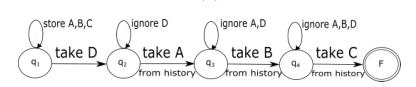 store A,B,C
ignore D
ignore A,D
ignore A,B,D
take D
take A
take B
take C
from history
from history
from history
q1
q2
q3
q4
F